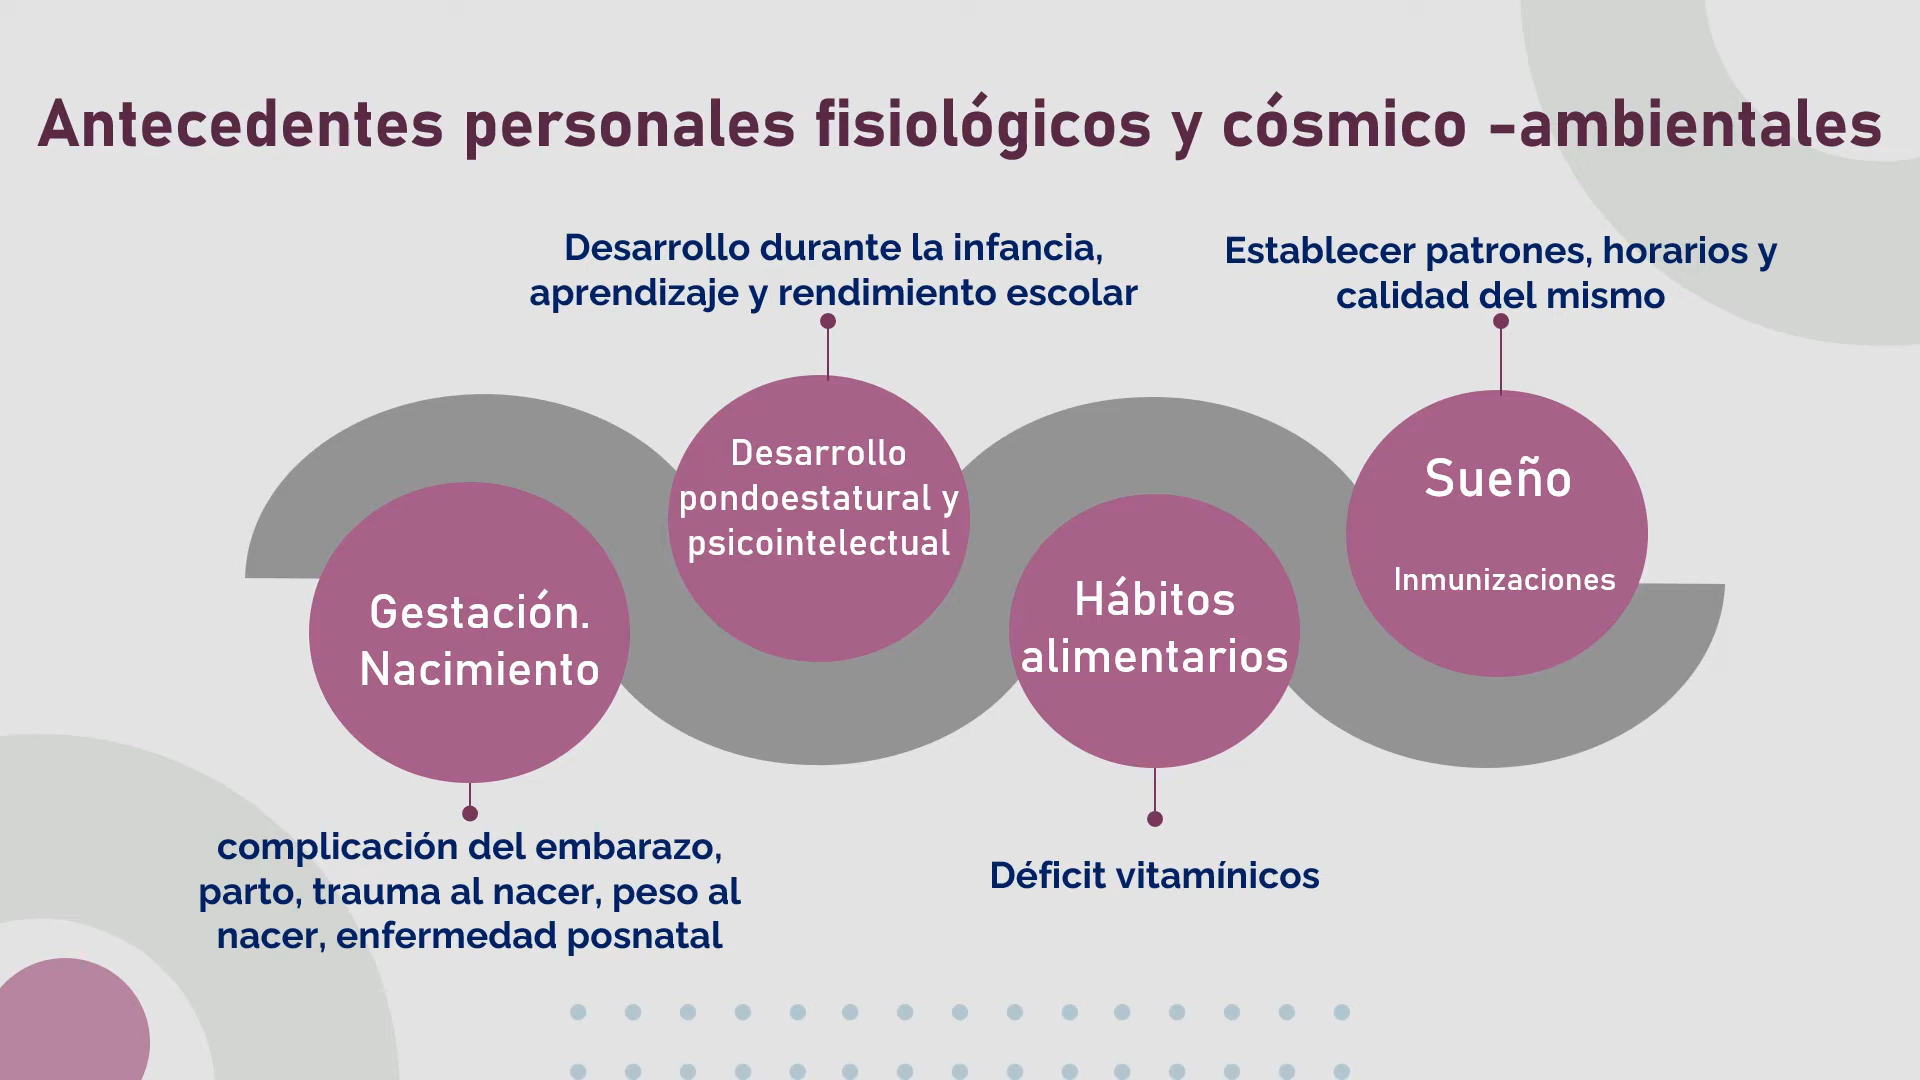 Antecedentes personales fisiológicos y cósmico -ambientales
Desarrollo durante la infancia,
aprendizaje y rendimiento escolar
Establecer patrones, horarios y
calidad del mismo
Gestación.
Nacimiento
Desarrollo
pondoestatural y
psicointelectual
Hábitos
alimentarios
Sueño
Inmunizaciones
complicación del embarazo,
parto, trauma al nacer, peso al
nacer, enfermedad posnatal
Déficit vitamínicos